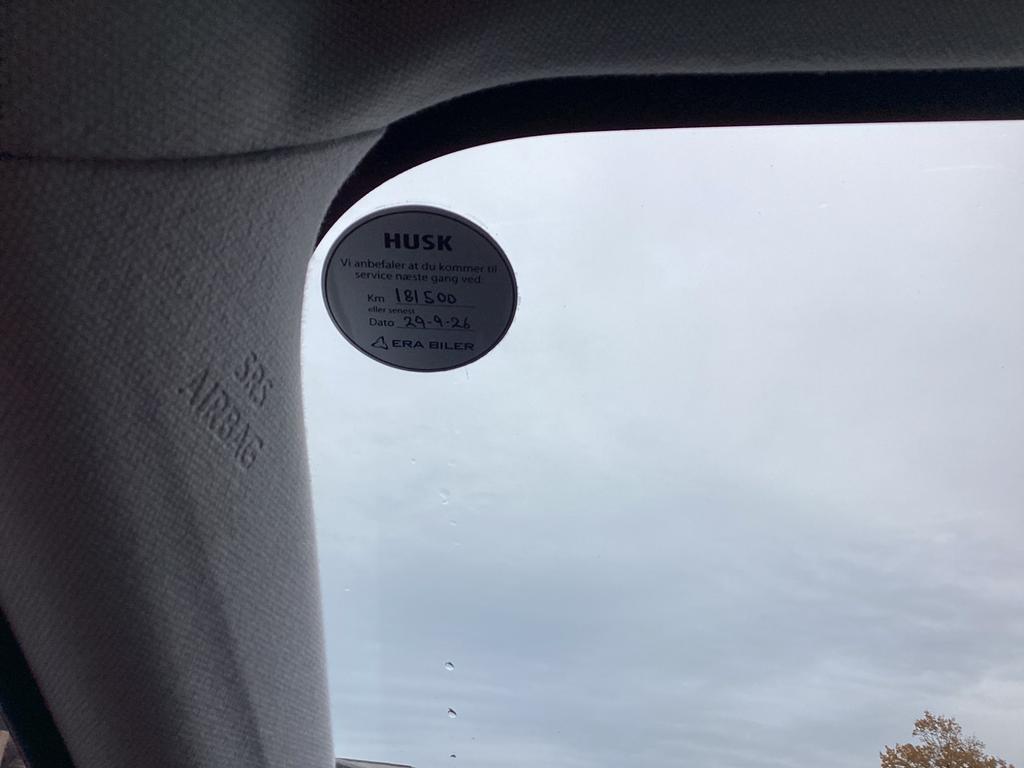 HUSK
Vi anbefaler at du kommer til
service næste gang ved:
Km 181500
eller senest
Dato 29-9-26
ERA BILER
SRS
AIRBAG